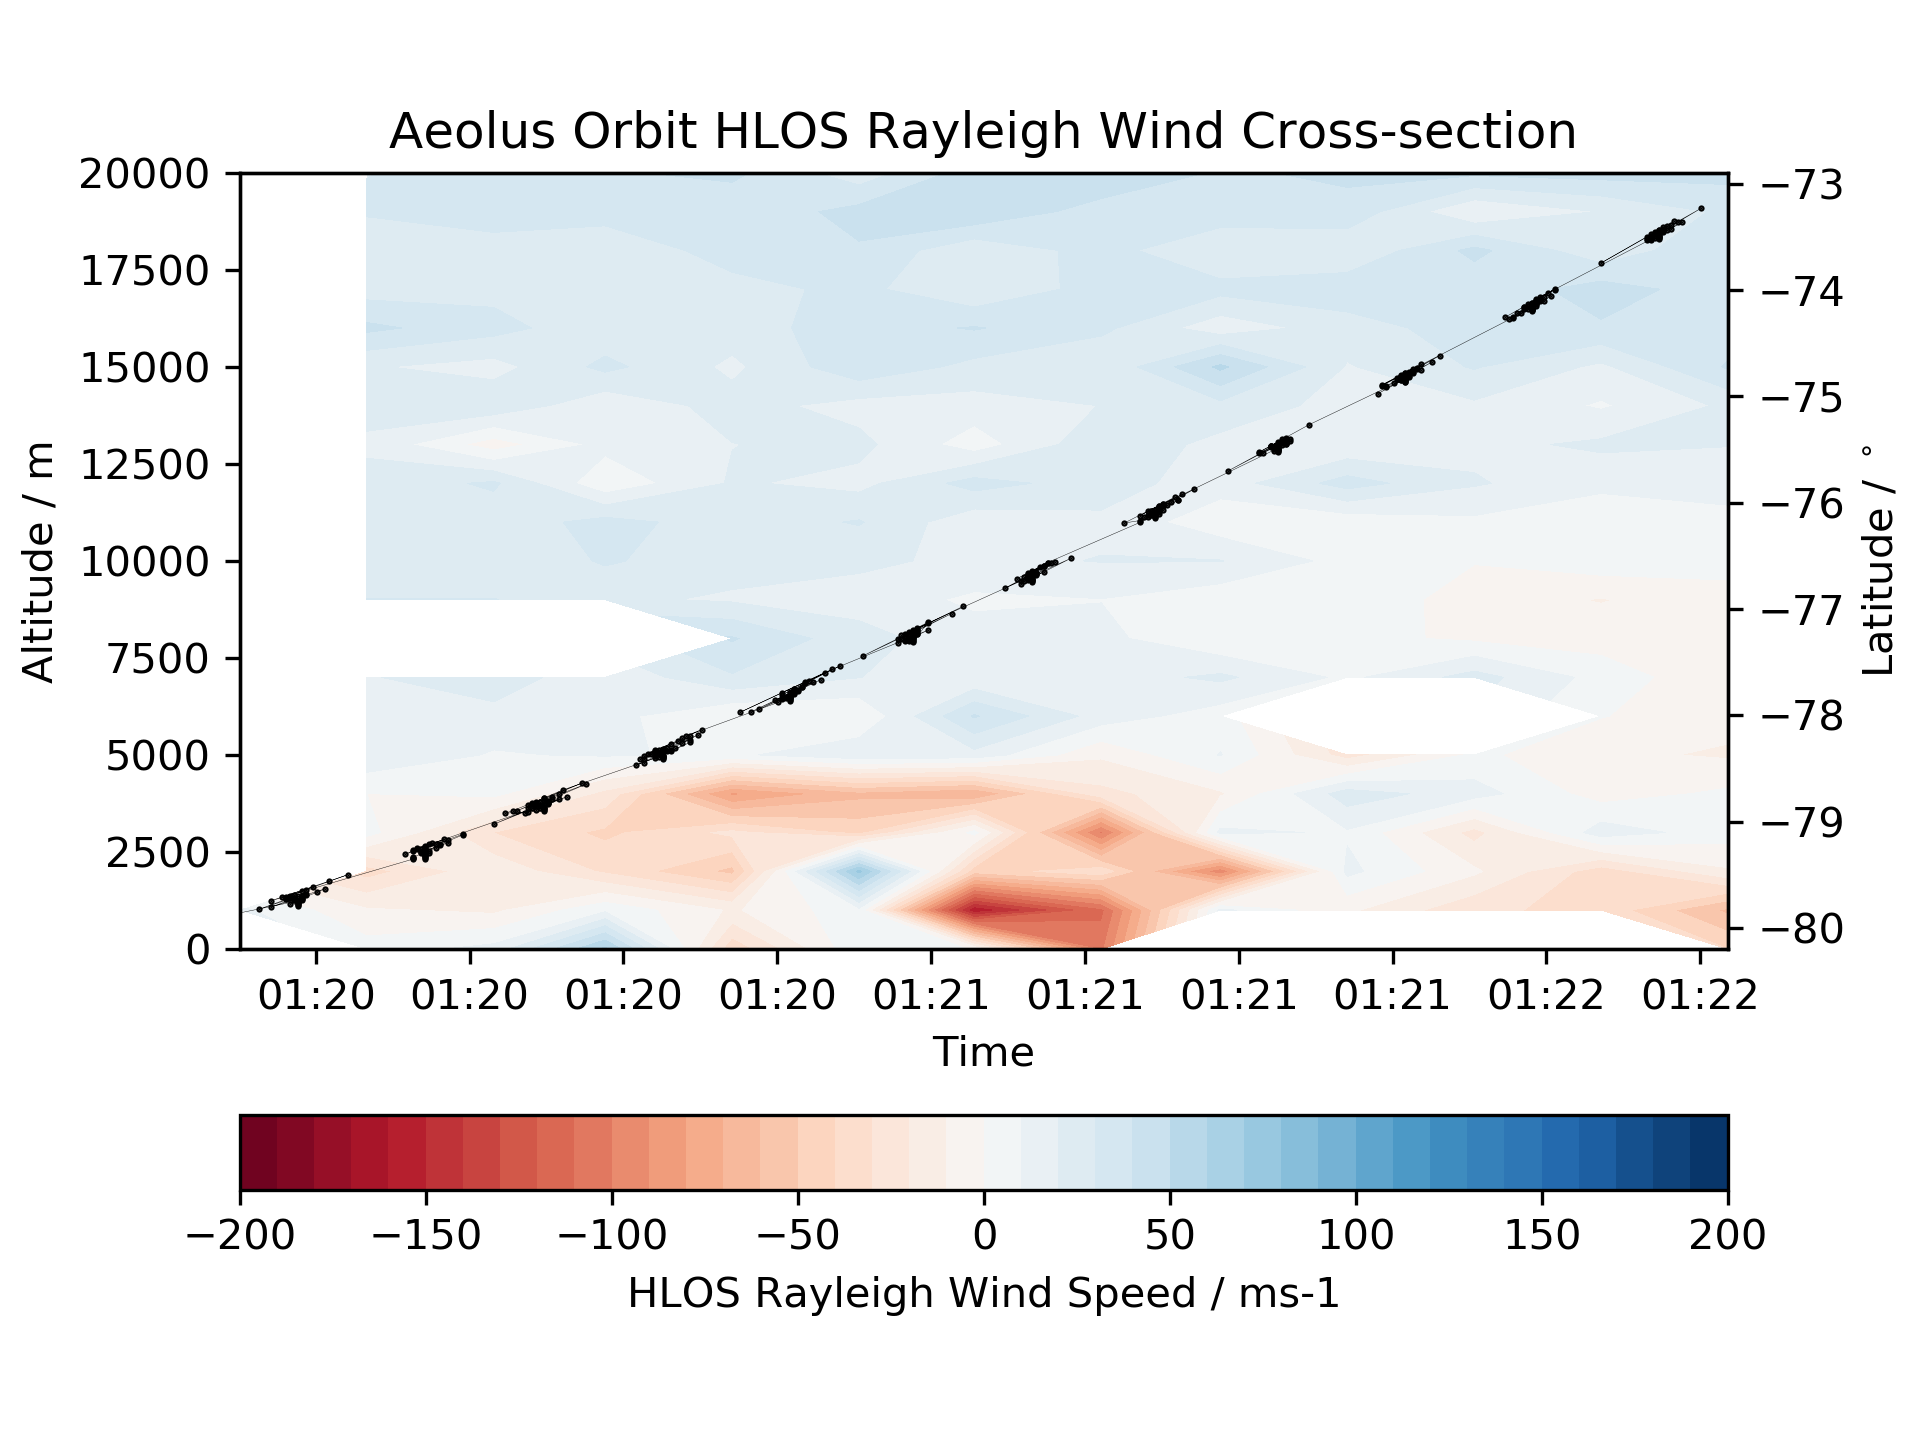 Aeolus Orbit HLOS Rayleigh Wind Cross-section
20000
17500
15000
12500
10000
7500
5000
2500
0
Altitude / m
−73
−74
−75
−76
−77
−78
−79
−80
Latitude / °
01:20 01:20 01:20 01:20 01:21 01:21 01:21 01:21 01:22 01:22
Time
−200 −150 −100 −50 0 50 100 150 200
HLOS Rayleigh Wind Speed / ms-1